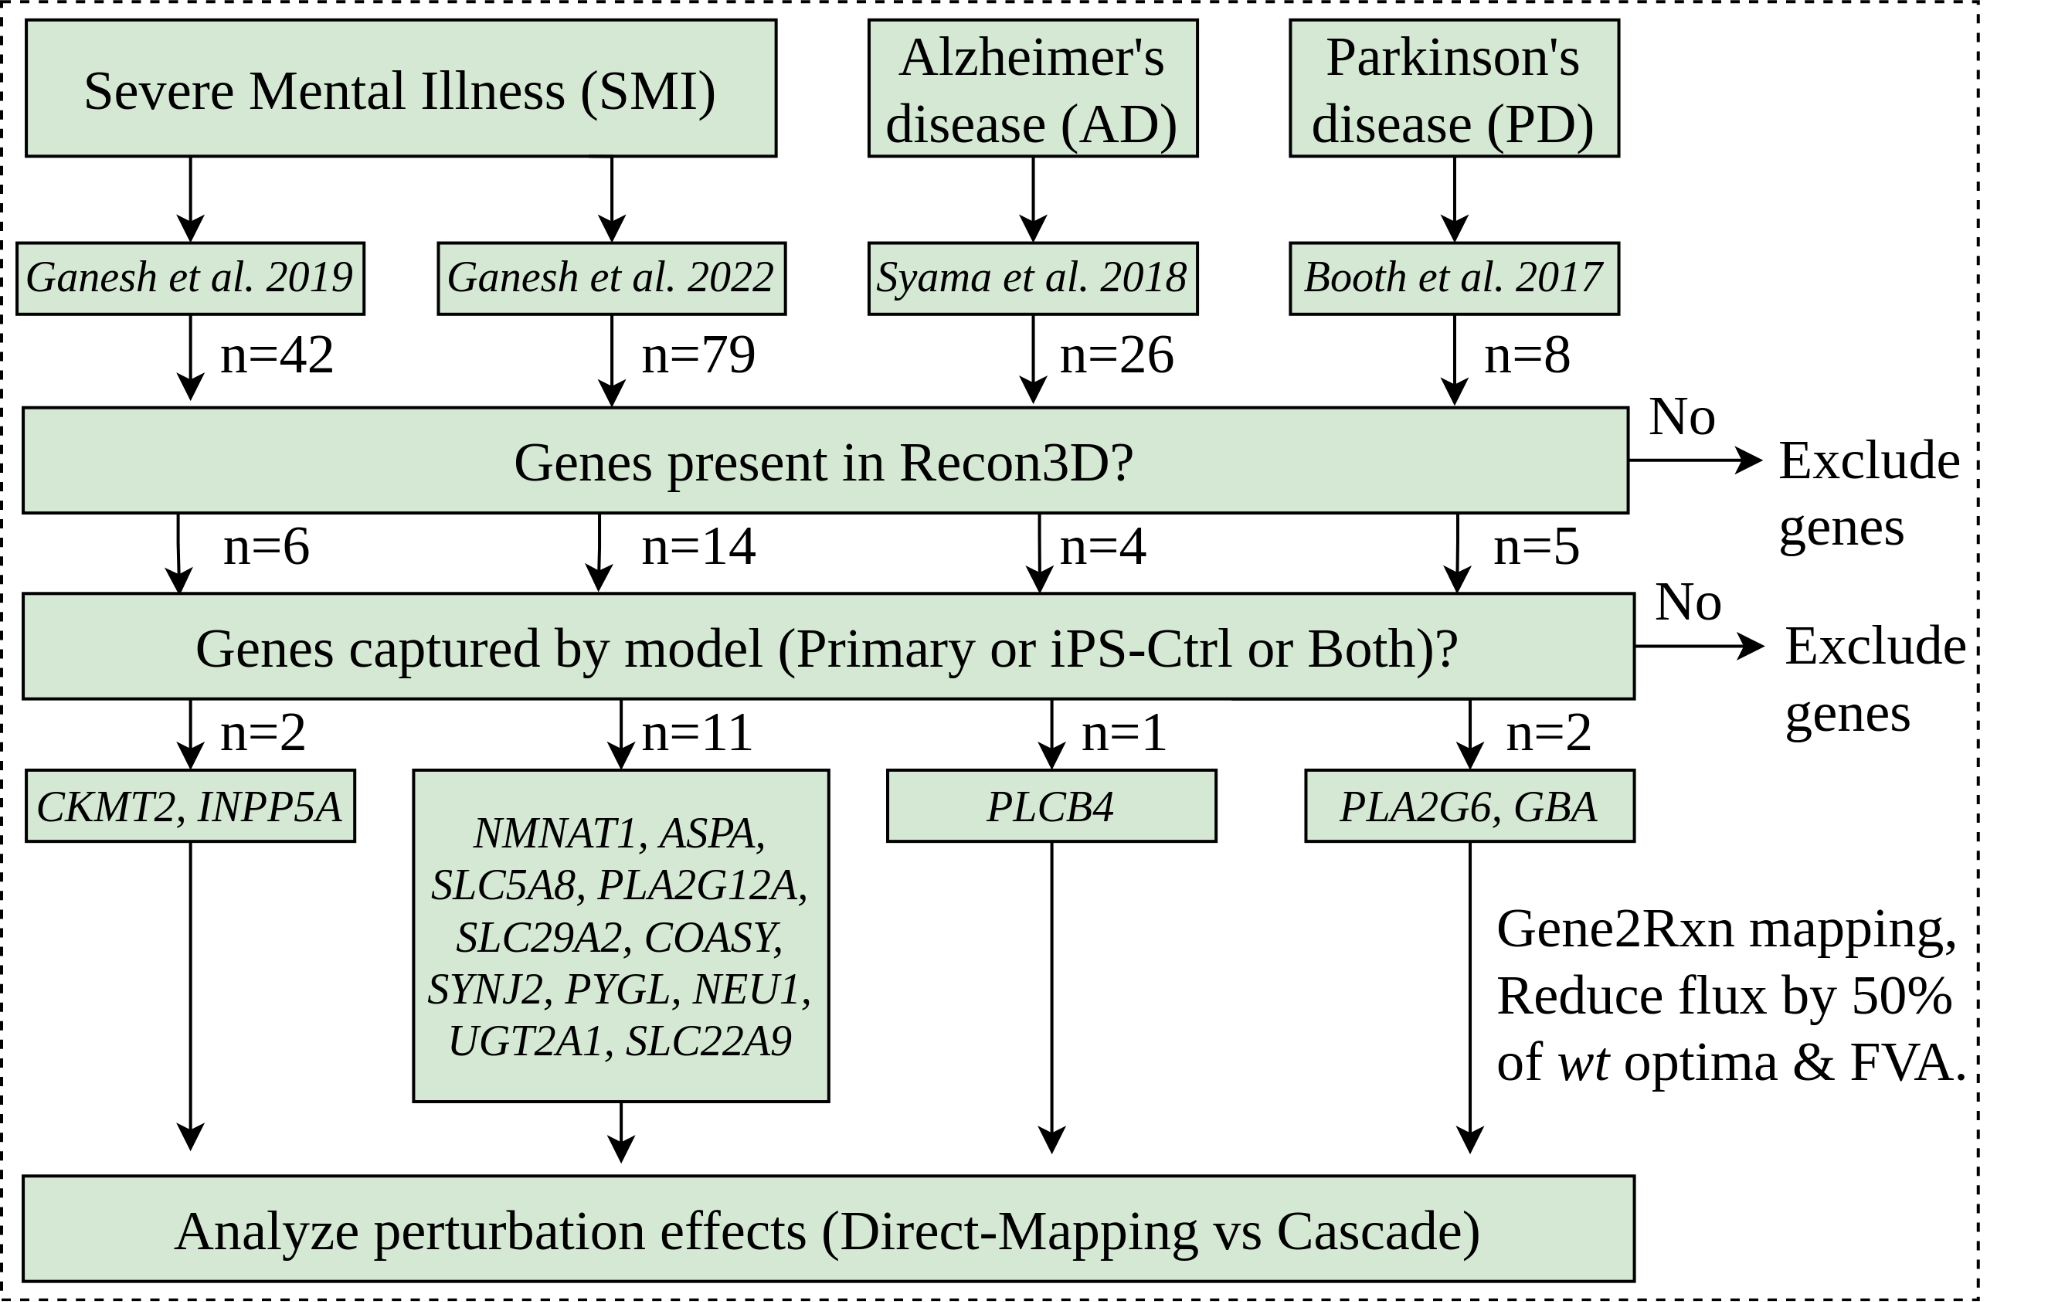 Severe Mental Illness (SMI)
Alzheimer's
disease (AD)
Parkinson's
disease (PD)
Ganesh et al. 2019
Ganesh et al. 2022
Syama et al. 2018
Booth et al. 2017
n=42
n=79
n=26
n=8
Genes present in Recon3D?
No
Exclude
genes
n=6
n=14
n=4
n=5
Genes captured by model (Primary or iPS-Ctrl or Both)?
No
Exclude
genes
n=2
n=11
n=1
n=2
CKMT2, INPP5A
NMNAT1, ASPA,
SLC5A8, PLA2G12A,
SLC29A2, COASY,
SYNJ2, PYGL, NEU1,
UGT2A1, SLC22A9
PLCB4
PLA2G6, GBA
Gene2Rxn mapping,
Reduce flux by 50%
of wt optima & FVA.
Analyze perturbation effects (Direct-Mapping vs Cascade)